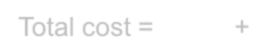 Total cost = +